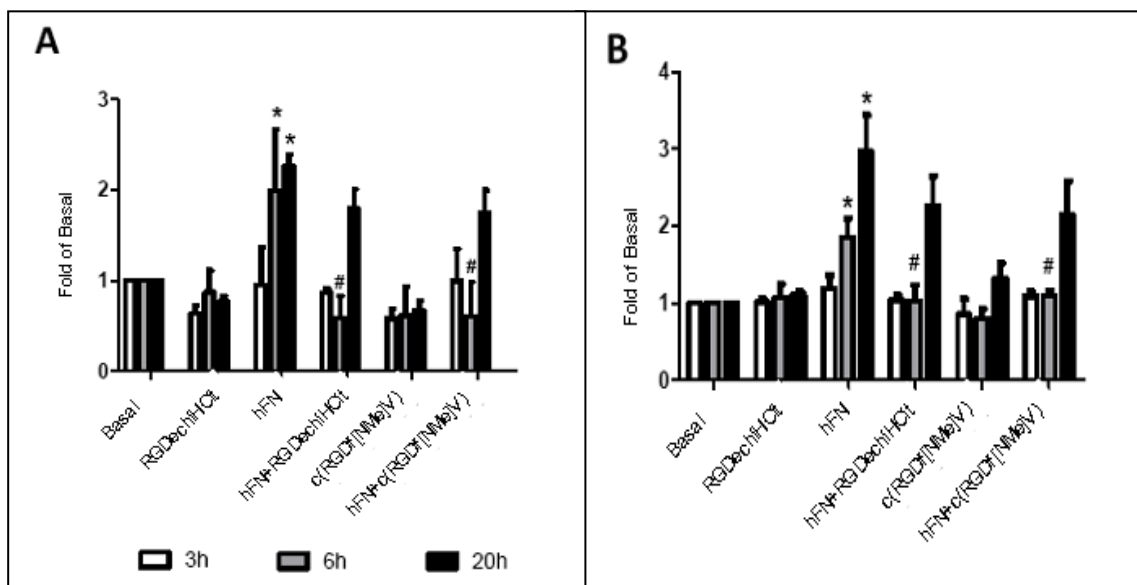 A
3
2
1
0
Fold of Basal
* *
# #
Basal
RGDechiHCit
hFN
hFN+RGDechiHCit
c(RGDf[NMe]V)
hFN+c(RGDf[NMe]V)
3h 6h 20h
B
4
3
2
1
0
Fold of Basal
*
*
# #
Basal
RGDechiHCit
hFN
hFN+RGDechiHCit
c(RGDf[NMe]V)
hFN+c(RGDf[NMe]V)